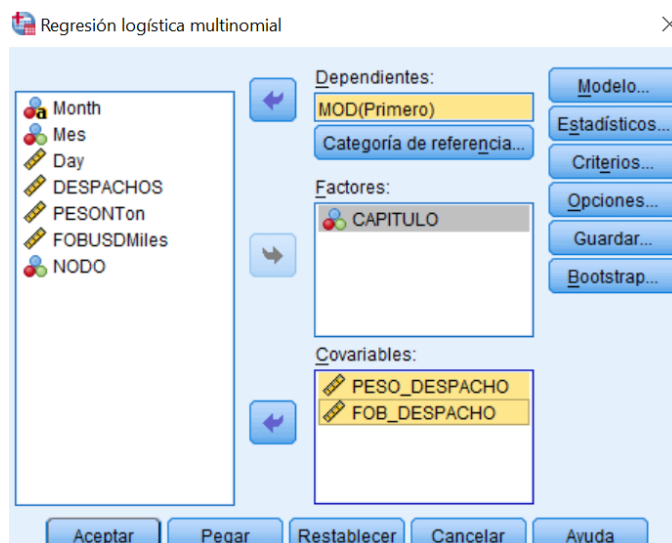 Regresión logística multinomial
Month
Mes
Day
DESPACHOS
PESONTon
FOBUSDMiles
NODO
Dependientes:
MOD(Primero)
Categoría de referencia...
Factores:
CAPITULO
Covariables:
PESO_DESPACHO
FOB_DESPACHO
Modelo...
Estadísticos...
Criterios...
Opciones...
Guardar...
Bootstrap...
Aceptar
Pegar
Restablecer
Cancelar
Ayuda